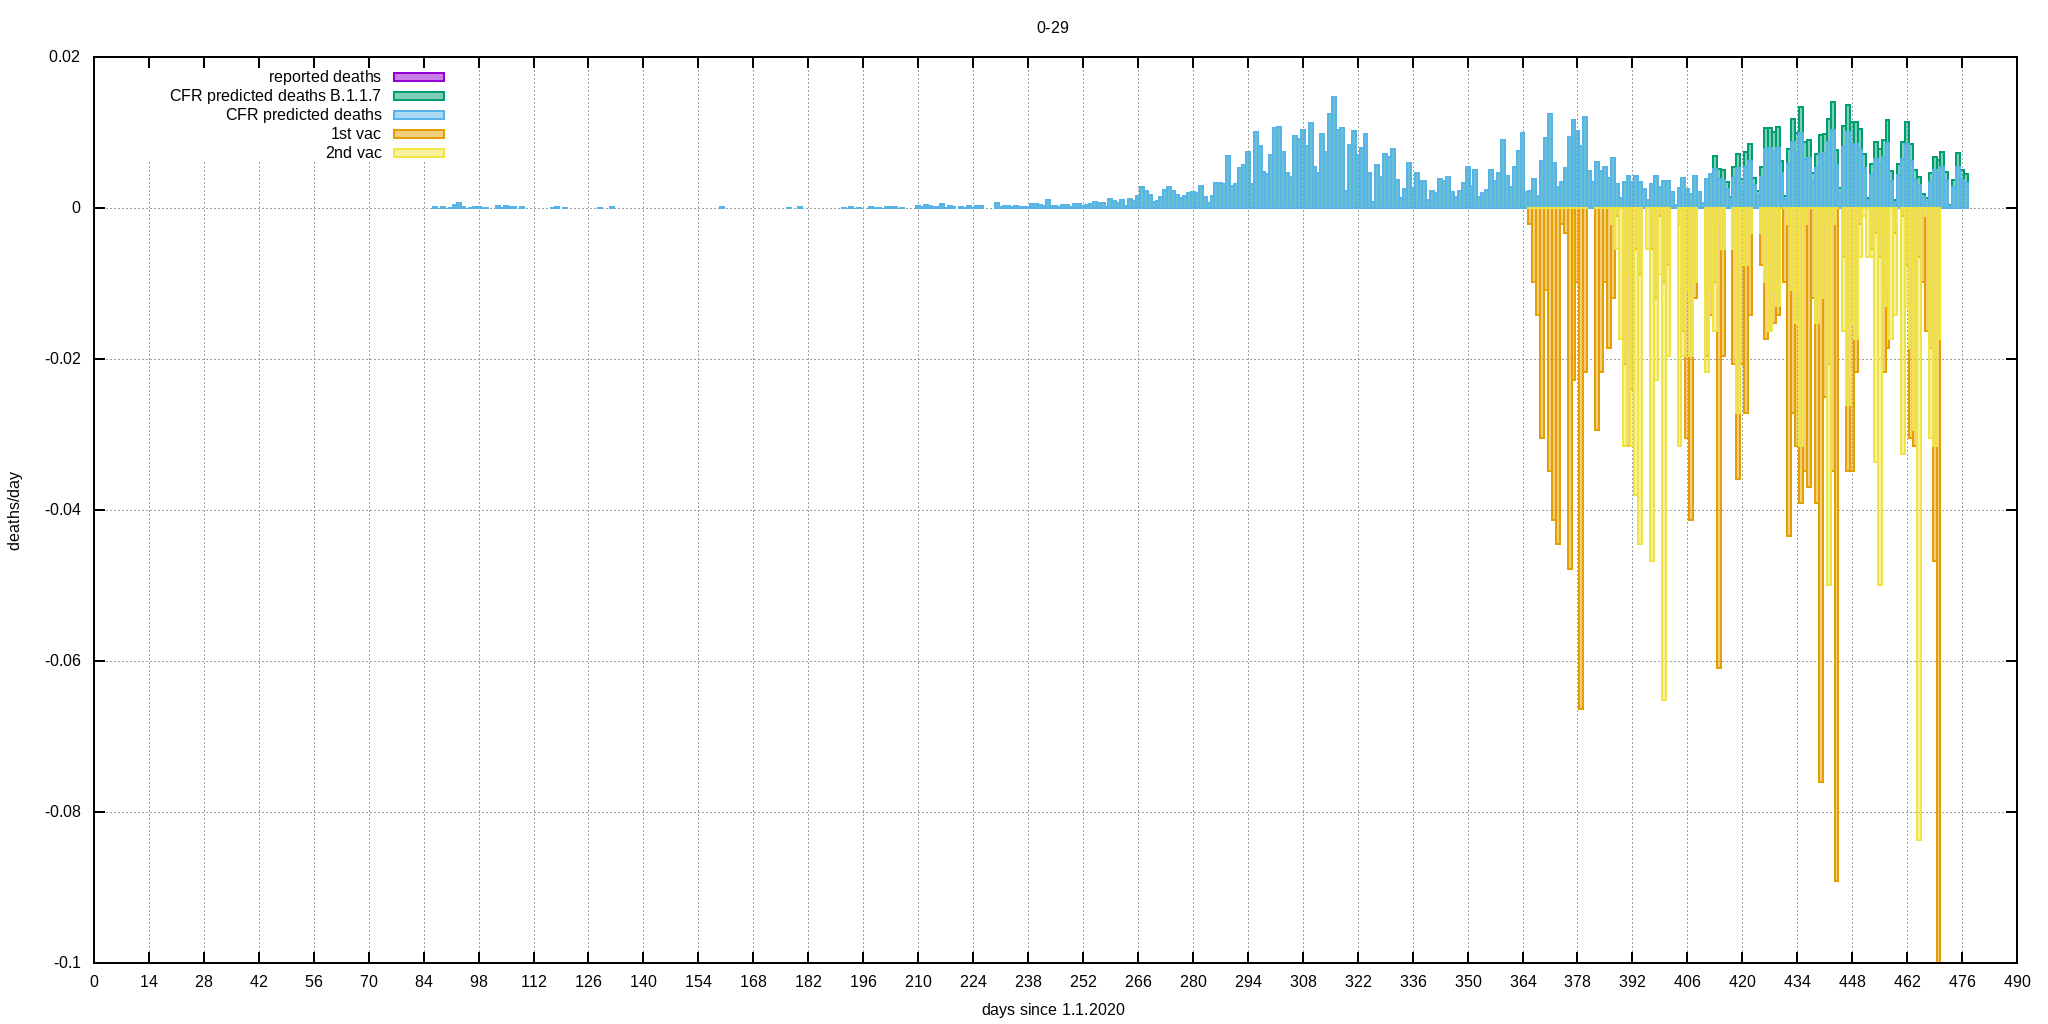 0-29
0.02
reported deaths
CFR predicted deaths B.1.1.7
CFR predicted deaths
1st vac
2nd vac
0
-0.02
-0.04
deaths/day
-0.06
-0.08
-0.1
0 14 28 42 56 70 84 98 112 126 140 154 168 182 196 210 224 238 252 266 280 294 308 322 336 350 364 378 392 406 420 434 448 462 476 490
days since 1.1.2020